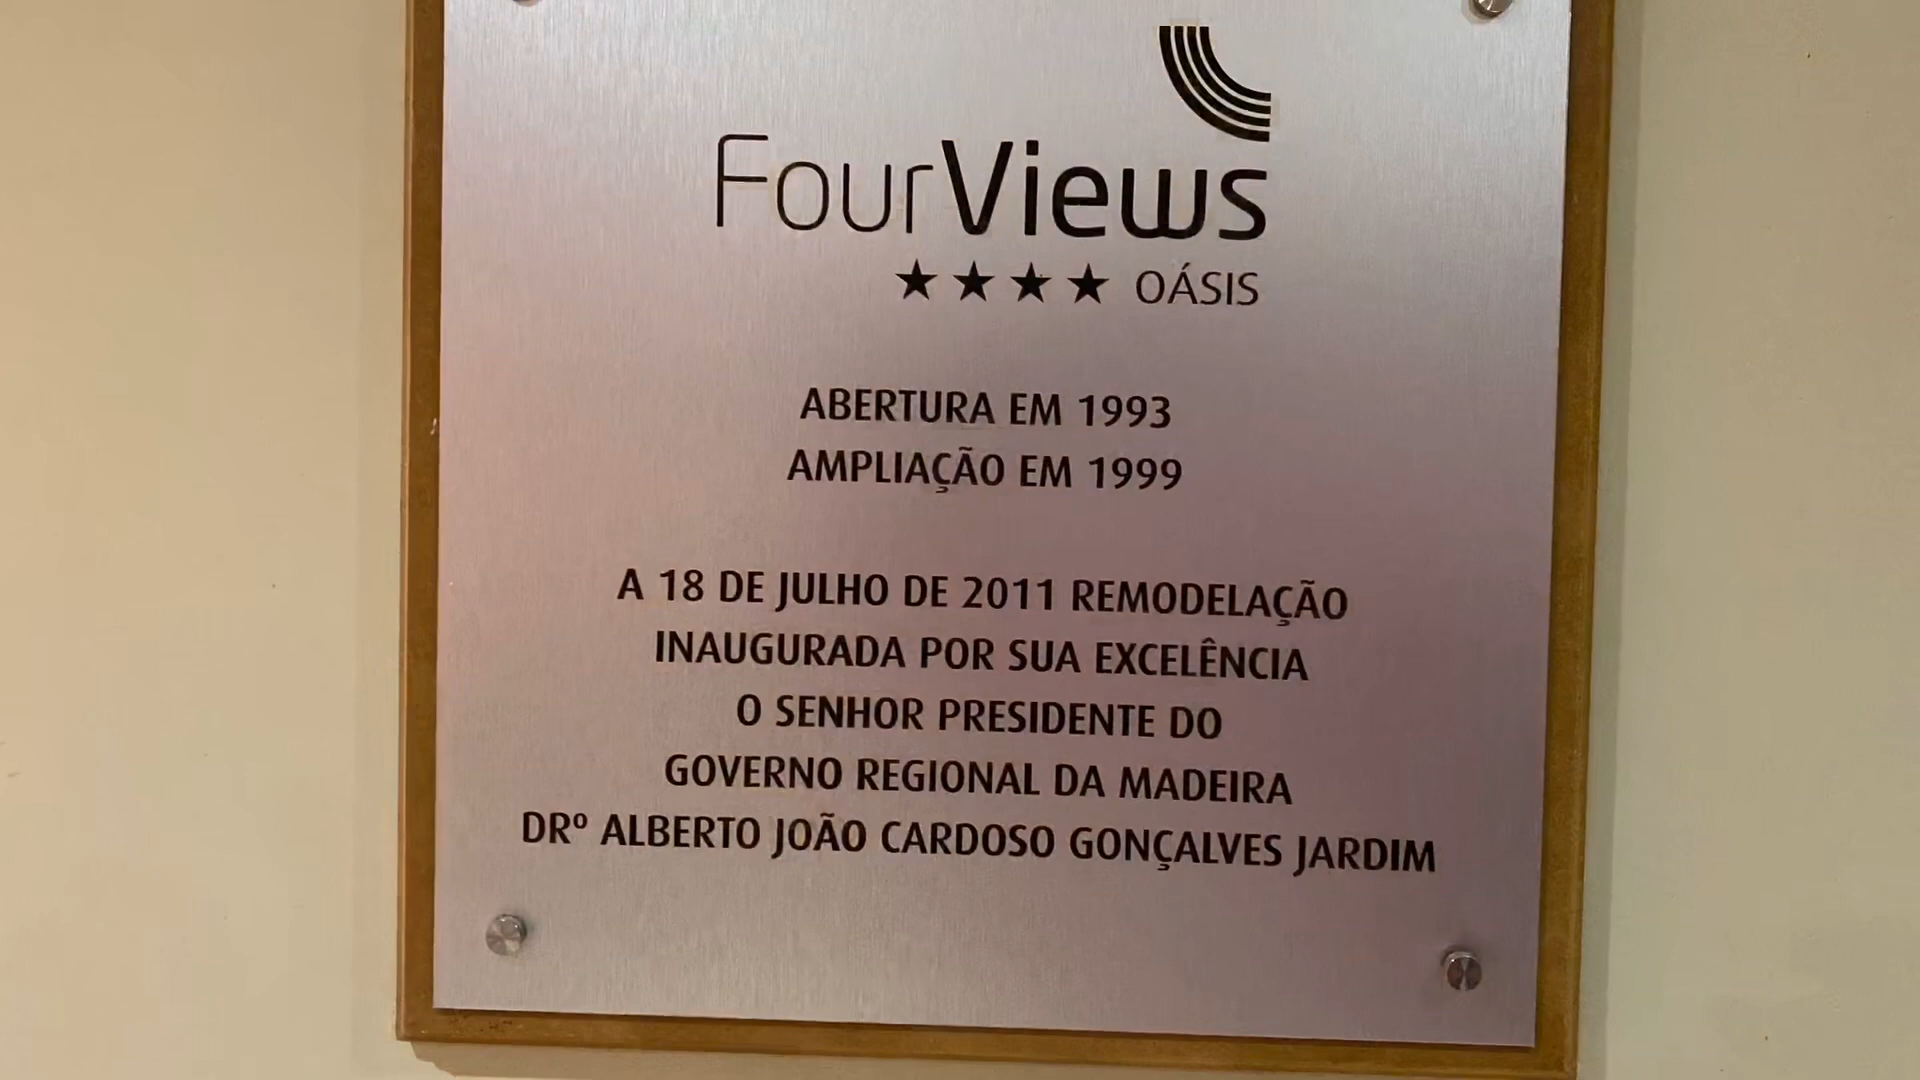 FourViews
★★★★ OÁSIS
ABERTURA EM 1993
AMPLIAÇÃO EM 1999
A 18 DE JULHO DE 2011 REMODELAÇÃO
INAUGURADA POR SUA EXCELÊNCIA
O SENHOR PRESIDENTE DO
GOVERNO REGIONAL DA MADEIRA
DRº ALBERTO JOÃO CARDOSO GONÇALVES JARDIM